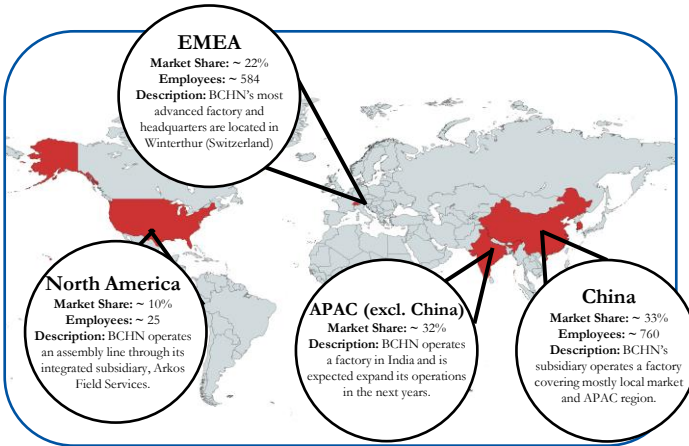 EMEA
Market Share: ~ 22%
Employees: ~ 584
Description: BCHN's most
advanced factory and
headquarters are located in
Winterthur (Switzerland)
North America
Market Share: ~ 10%
Employees: ~ 25
Description: BCHN operates
an assembly line through its
integrated subsidiary, Arkos
Field Services.
APAC (excl. China)
Market Share: ~ 32%
Description: BCHN operates
a factory in India and is
expected expand its operations
in the next years.
China
Market Share: ~ 33%
Employees: ~ 760
Description: BCHN's
subsidiary operates a factory
covering mostly local market
and APAC region.